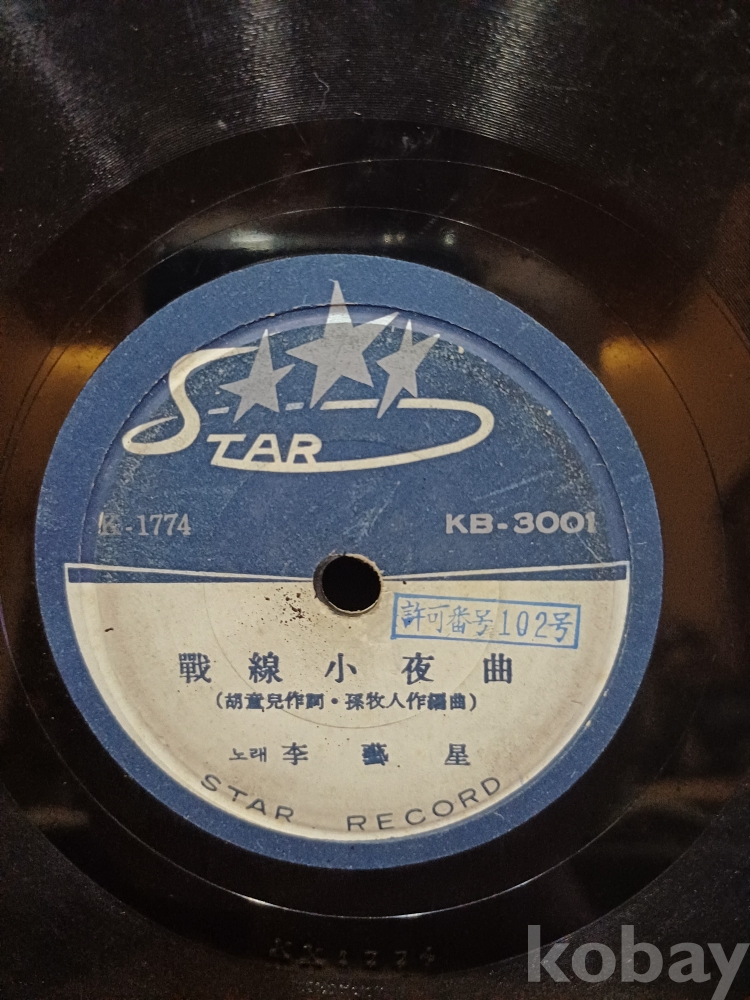 STAR
K-1774
KB-3001
許可番号102号
戰線小夜曲
(胡童兒作詞・孫牧人作編曲)
노래 李藝星
STAR RECORD
kobay